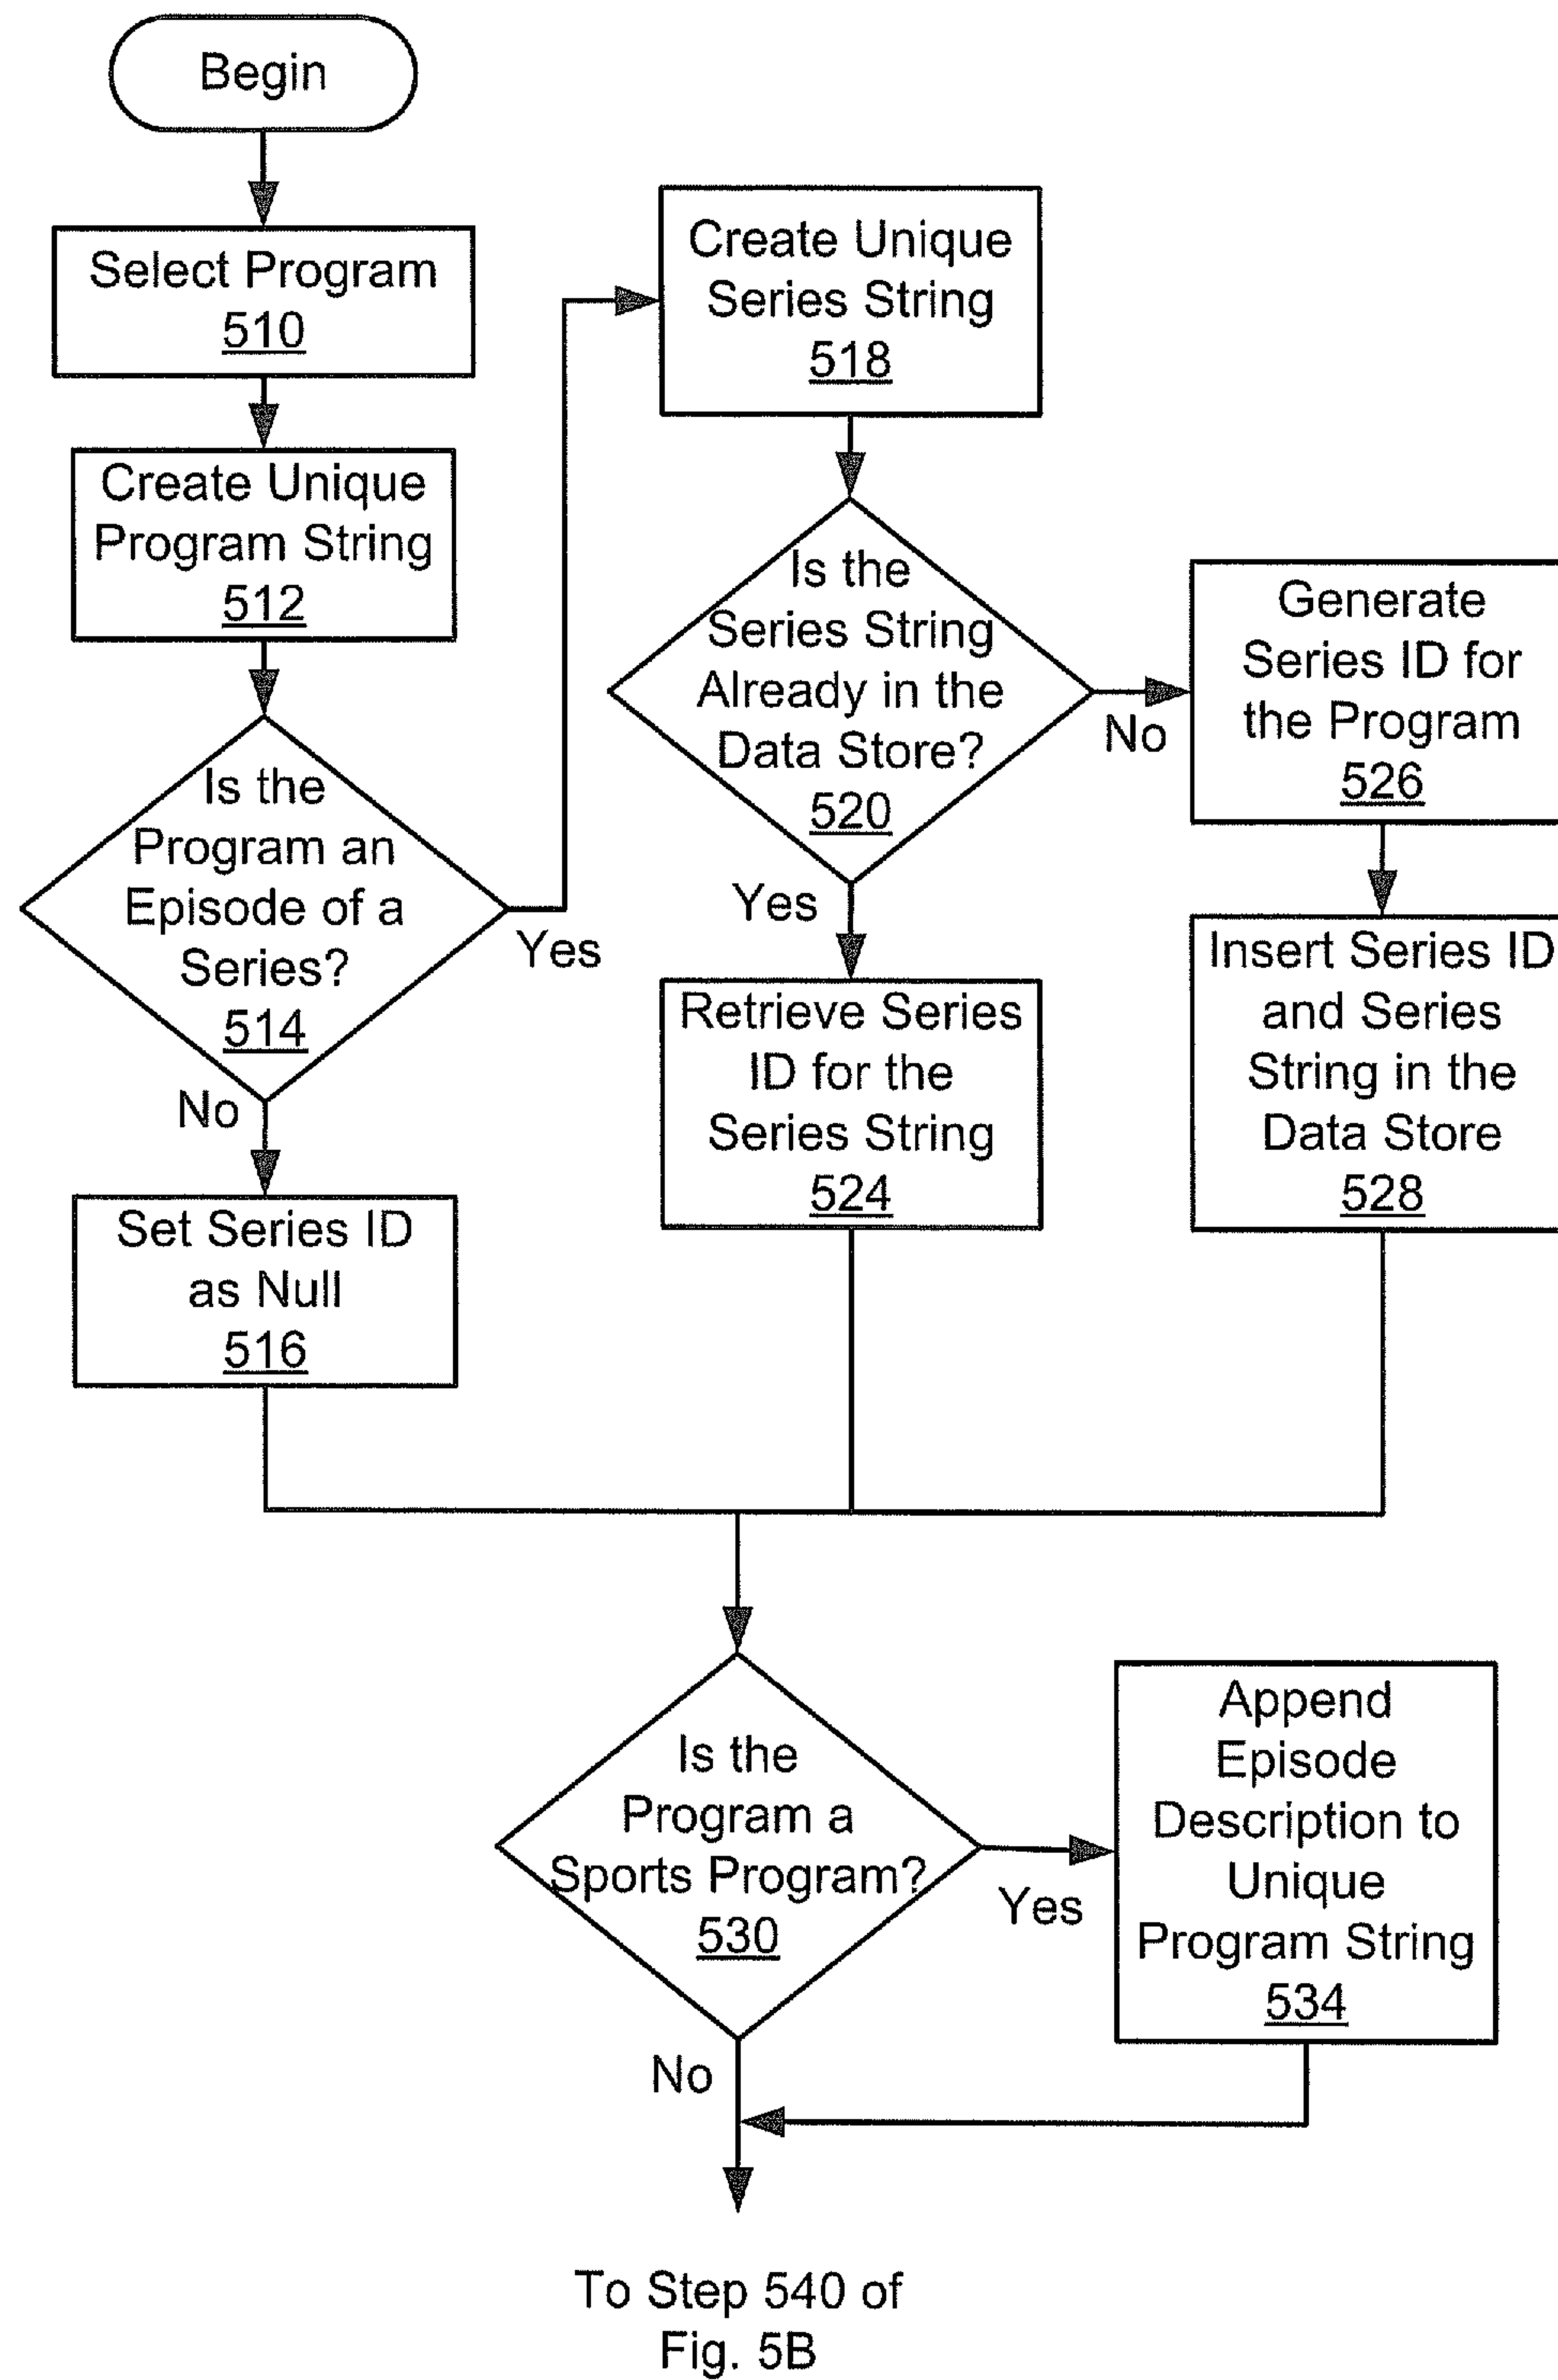 Begin
Select Program
510
Create Unique
Program String
512
Is the
Program an
Episode of a
Series?
514
Yes
No
Set Series ID
as Null
516
Create Unique
Series String
518
Is the
Series String
Already in the
Data Store?
520
No
Yes
Retrieve Series
ID for the
Series String
524
Generate
Series ID for
the Program
526
Insert Series ID
and Series
String in the
Data Store
528
Is the
Program a
Sports Program?
530
Yes
No
Append
Episode
Description to
Unique
Program String
534
To Step 540 of
Fig. 5B